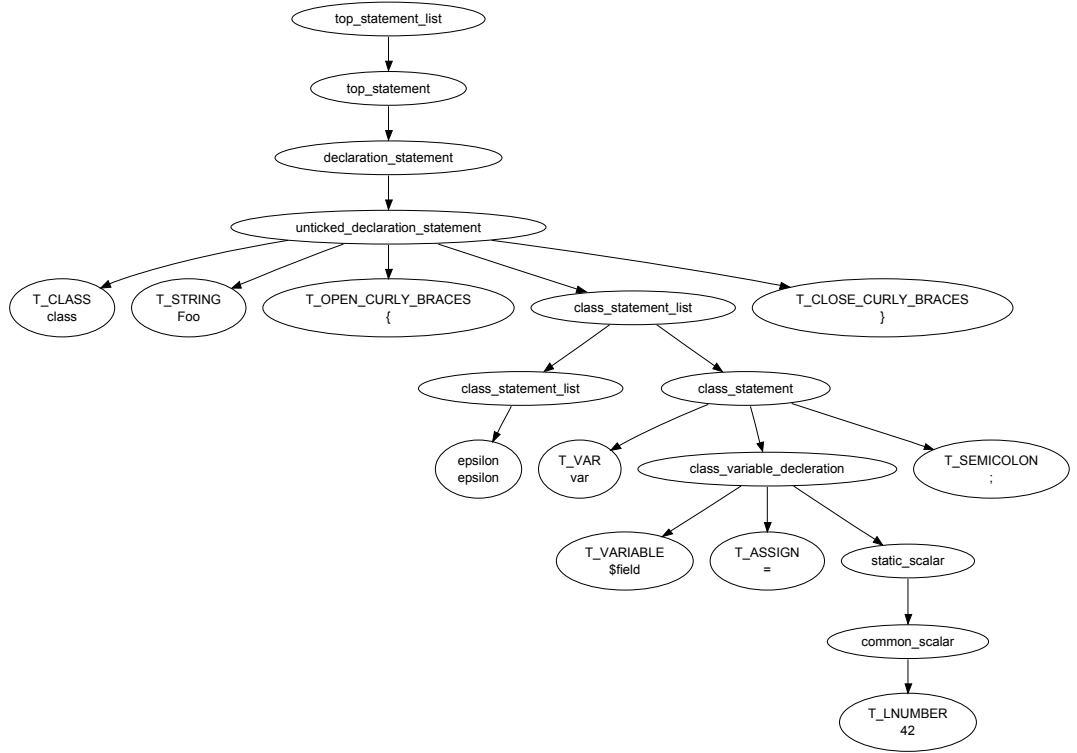 top_statement_list
top_statement
declaration_statement
unticked_declaration_statement
T_CLASS
class
T_STRING
Foo
T_OPEN_CURLY_BRACES
{
class_statement_list
T_CLOSE_CURLY_BRACES
}
class_statement_list
class_statement
epsilon
epsilon
T_VAR
var
class_variable_decleration
T_SEMICOLON
;
T_VARIABLE
$field
T_ASSIGN
=
static_scalar
common_scalar
T_LNUMBER
42